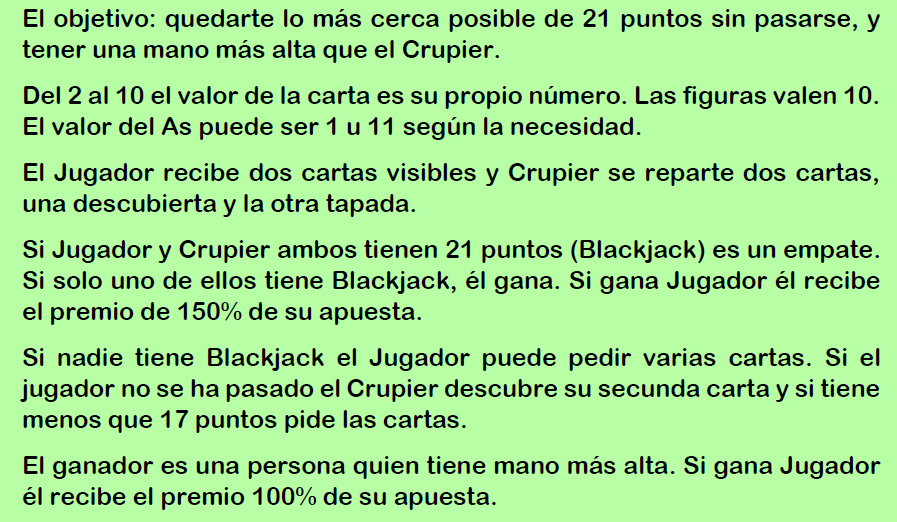 El objetivo: quedarte lo más cerca posible de 21 puntos sin pasarse, y
tener una mano más alta que el Crupier.
Del 2 al 10 el valor de la carta es su propio número. Las figuras valen 10.
El valor del As puede ser 1 u 11 según la necesidad.
El Jugador recibe dos cartas visibles y Crupier se reparte dos cartas,
una descubierta y la otra tapada.
Si Jugador y Crupier ambos tienen 21 puntos (Blackjack) es un empate.
Si solo uno de ellos tiene Blackjack, él gana. Si gana Jugador él recibe
el premio de 150% de su apuesta.
Si nadie tiene Blackjack el Jugador puede pedir varias cartas. Si el
jugador no se ha pasado el Crupier descubre su secunda carta y si tiene
menos que 17 puntos pide las cartas.
El ganador es una persona quien tiene mano más alta. Si gana Jugador
él recibe el premio 100% de su apuesta.